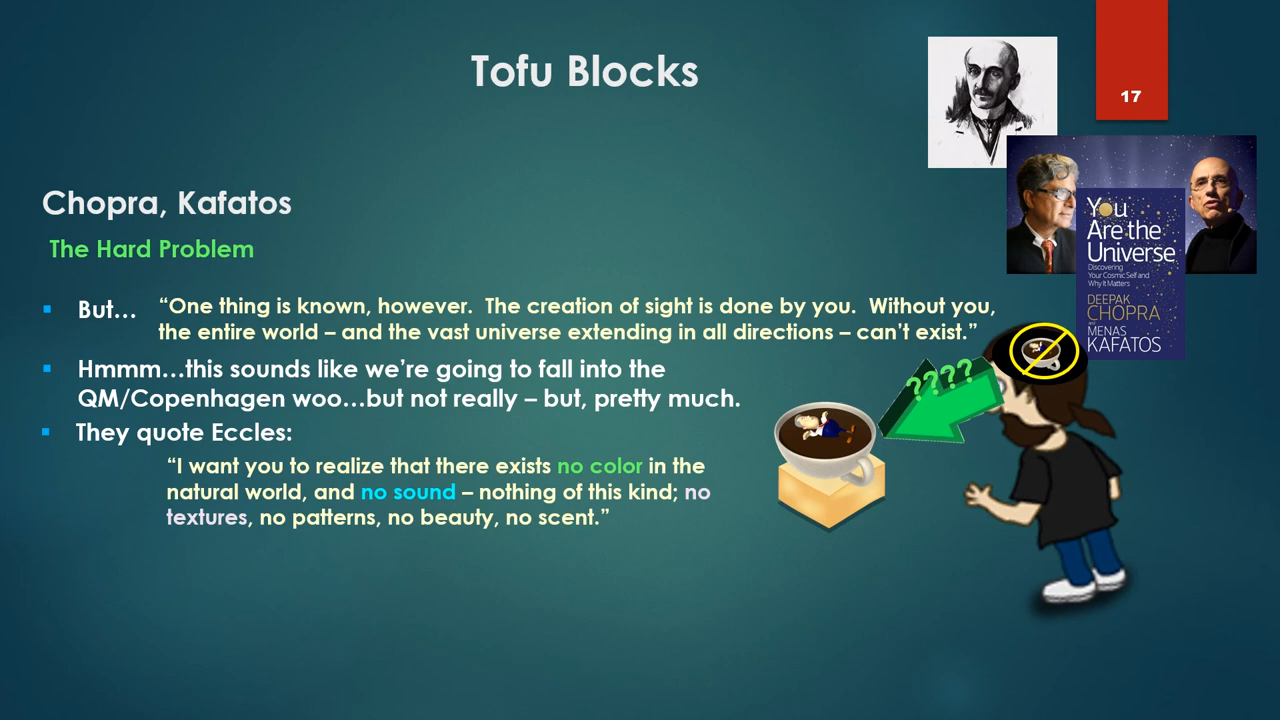 Tofu Blocks
17
Chopra, Kafatos
The Hard Problem
But… “One thing is known, however. The creation of sight is done by you. Without you,
the entire world – and the vast universe extending in all directions – can’t exist.”
Hmmm…this sounds like we’re going to fall into the
QM/Copenhagen woo…but not really – but, pretty much.
They quote Eccles:
“I want you to realize that there exists no color in the
natural world, and no sound – nothing of this kind; no
textures, no patterns, no beauty, no scent.”
You
Are the
Universe
Discovering
Your Cosmic Self and
Why It Matters
DEEPAK
CHOPRA
MENAS
KAFATOS
????